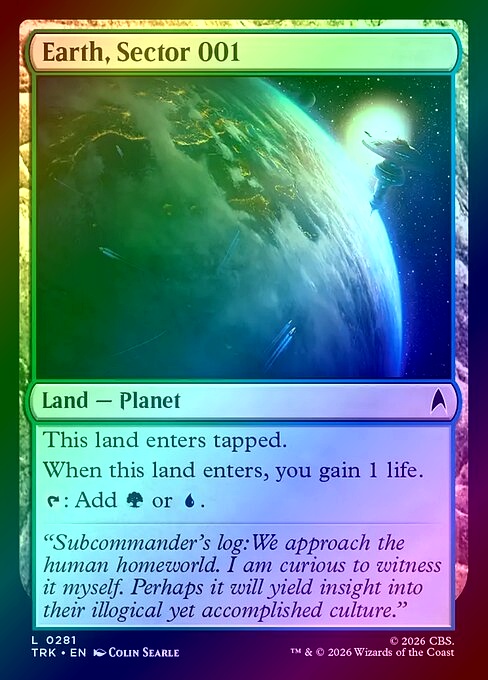 Earth, Sector 001
Land — Planet
This land enters tapped.
When this land enters, you gain 1 life.
: Add or .
“Subcommander’s log: We approach the
human homeworld. I am curious to witness
it myself. Perhaps it will yield insight into
their illogical yet accomplished culture.”
L 0281
TRK • EN Colin Searle
© 2026 CBS.
™ & © 2026 Wizards of the Coast